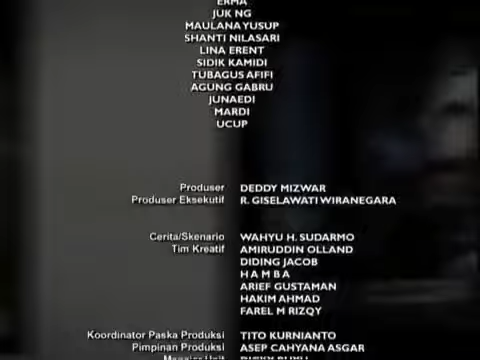 ERMA
JUK NG
MAULANA YUSUP
SHANTI NILASARI
LINA ERENT
SIDIK KAMIDI
TUBAGUS AFIFI
AGUNG GABRU
JUNAEDI
MARDI
UCUP
Produser DEDDY MIZWAR
Produser Eksekutif R. GISELAWATI WIRANEGARA
Cerita/Skenario WAHYU H. SUDARMO
Tim Kreatif AMIRUDDIN OLLAND
DIDING JACOB
H A M B A
ARIEF GUSTAMAN
HAKIM AHMAD
FAREL M RIZQY
Koordinator Paska Produksi TITO KURNIANTO
Pimpinan Produksi ASEP CAHYANA ASGAR